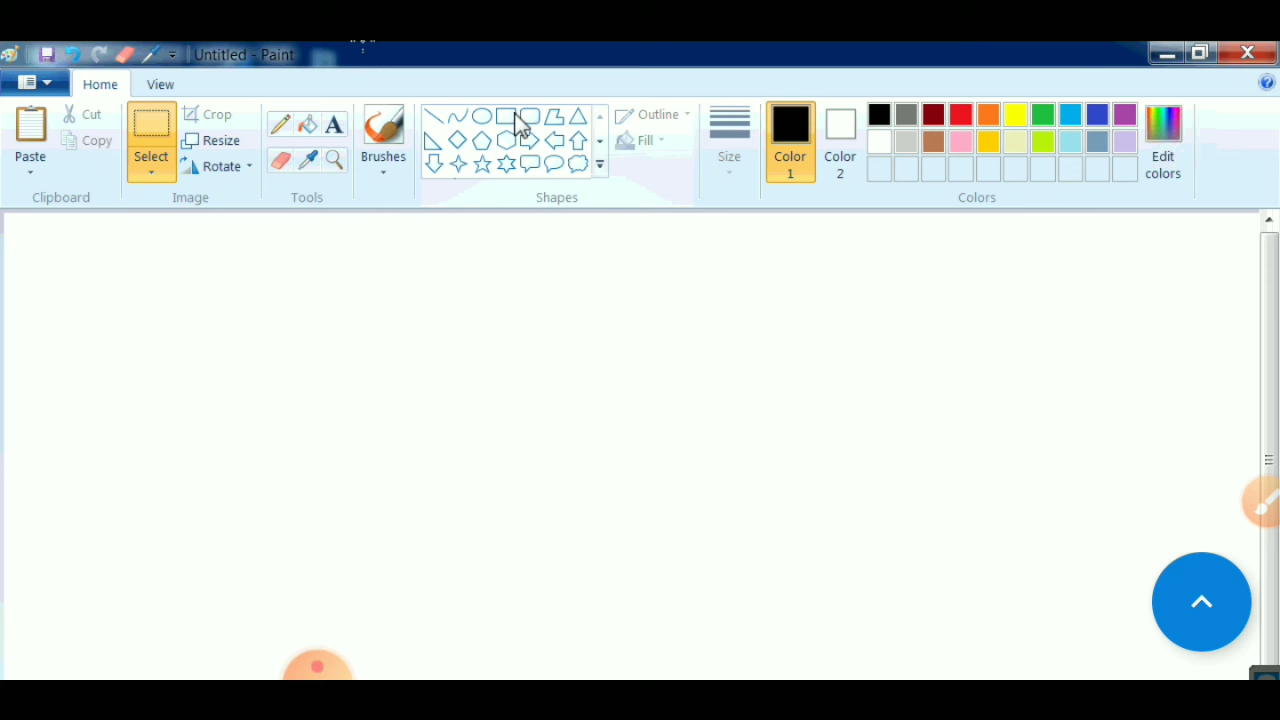 Untitled - Paint
Home View
Paste
Cut
Copy
Clipboard
Select
Crop
Resize
Rotate
Image
A
Tools
Brushes
Shapes
Outline
Fill
Size
Color 1
Color 2
Edit colors
Colors